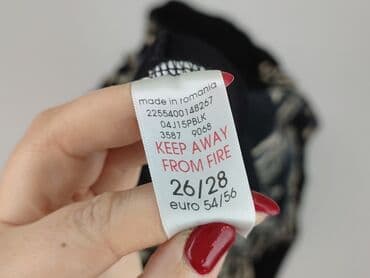 made in romania
2255400148267
04J15PBLK
3587 9068
KEEP AWAY
FROM FIRE
26/28
euro 54/56